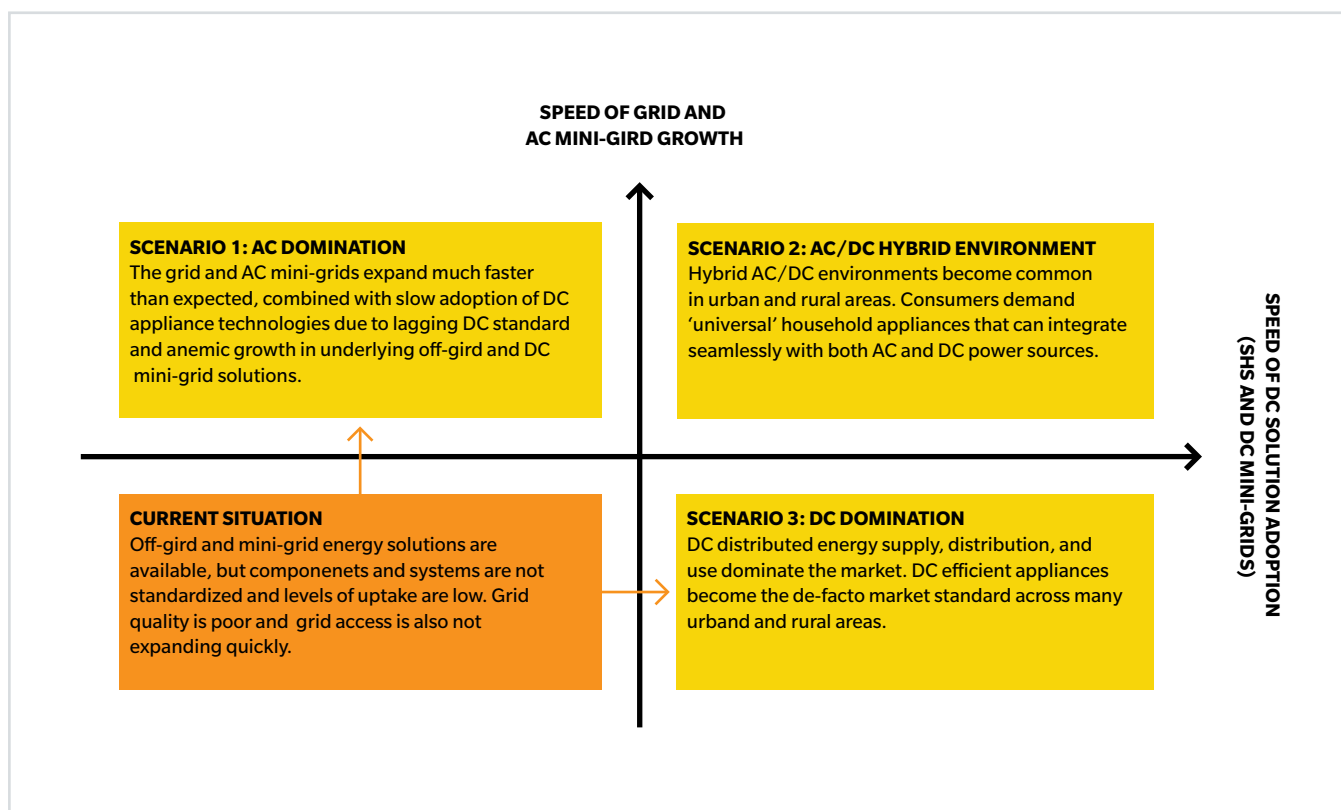 SPEED OF GRID AND
AC MINI-GIRD GROWTH
SCENARIO 1: AC DOMINATION
The grid and AC mini-grids expand much faster
than expected, combined with slow adoption of DC
appliance technologies due to lagging DC standard
and anemic growth in underlying off-gird and DC
mini-grid solutions.
SCENARIO 2: AC/DC HYBRID ENVIRONMENT
Hybrid AC/DC environments become common
in urban and rural areas. Consumers demand
‘universal’ household appliances that can integrate
seamlessly with both AC and DC power sources.
SPEED OF DC SOLUTION ADOPTION
(SHS AND DC MINI-GRIDS)
CURRENT SITUATION
Off-gird and mini-grid energy solutions are
available, but componenets and systems are not
standardized and levels of uptake are low. Grid
quality is poor and grid access is also not
expanding quickly.
SCENARIO 3: DC DOMINATION
DC distributed energy supply, distribution, and
use dominate the market. DC efficient appliances
become the de-facto market standard across many
urband and rural areas.